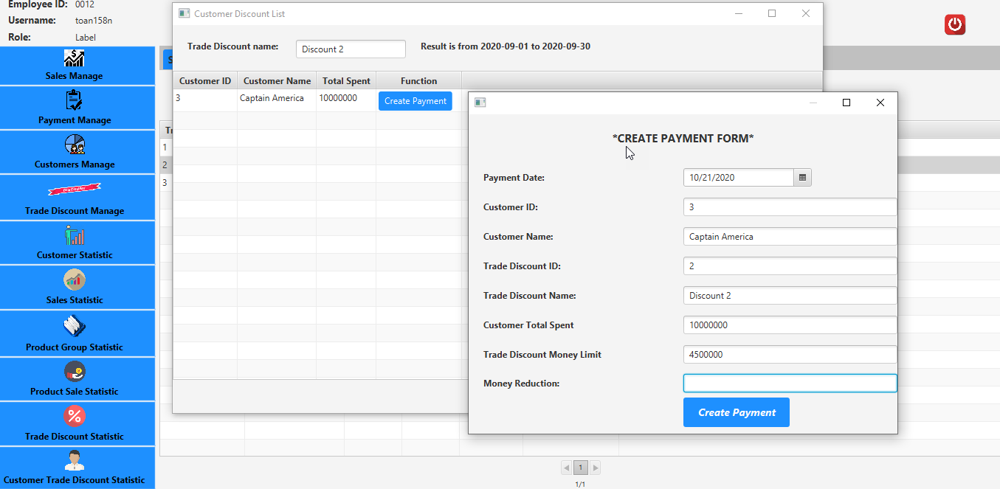 Employee ID: 0012
Username: toan158n
Role: Label
Sales Manage
Payment Manage
Customers Manage
DISCOUNT
Trade Discount Manage
Customer Statistic
Sales Statistic
Product Group Statistic
Product Sale Statistic
Trade Discount Statistic
Customer Trade Discount Statistic
Customer Discount List
Trade Discount name: Discount 2 Result is from 2020-09-01 to 2020-09-30
Customer ID Customer Name Total Spent Function
3 Captain America 10000000 Create Payment
1
2
3
*CREATE PAYMENT FORM*
Payment Date: 10/21/2020
Customer ID: 3
Customer Name: Captain America
Trade Discount ID: 2
Trade Discount Name: Discount 2
Customer Total Spent 10000000
Trade Discount Money Limit 4500000
Money Reduction:
Create Payment
1
1/1